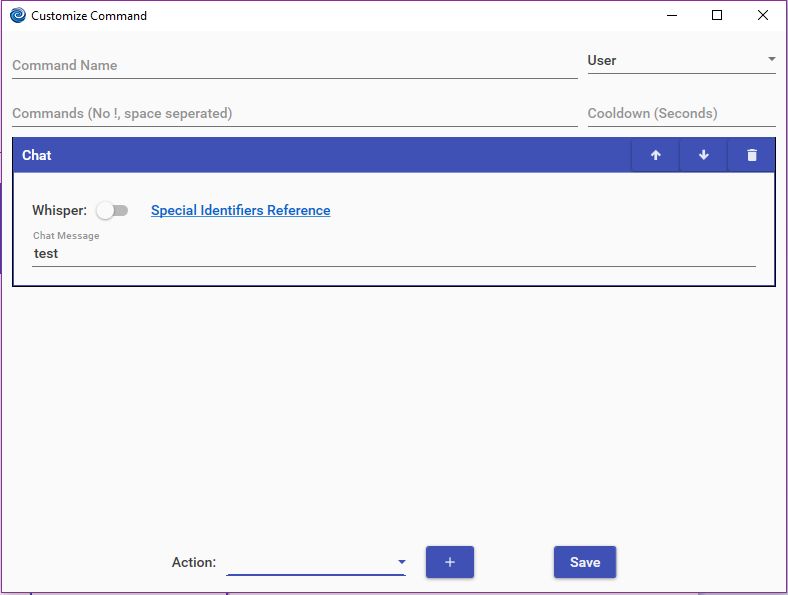 Customize Command
Command Name
User
Commands (No !, space seperated)
Cooldown (Seconds)
Chat
Whisper:
Special Identifiers Reference
Chat Message
test
Action:
+
Save